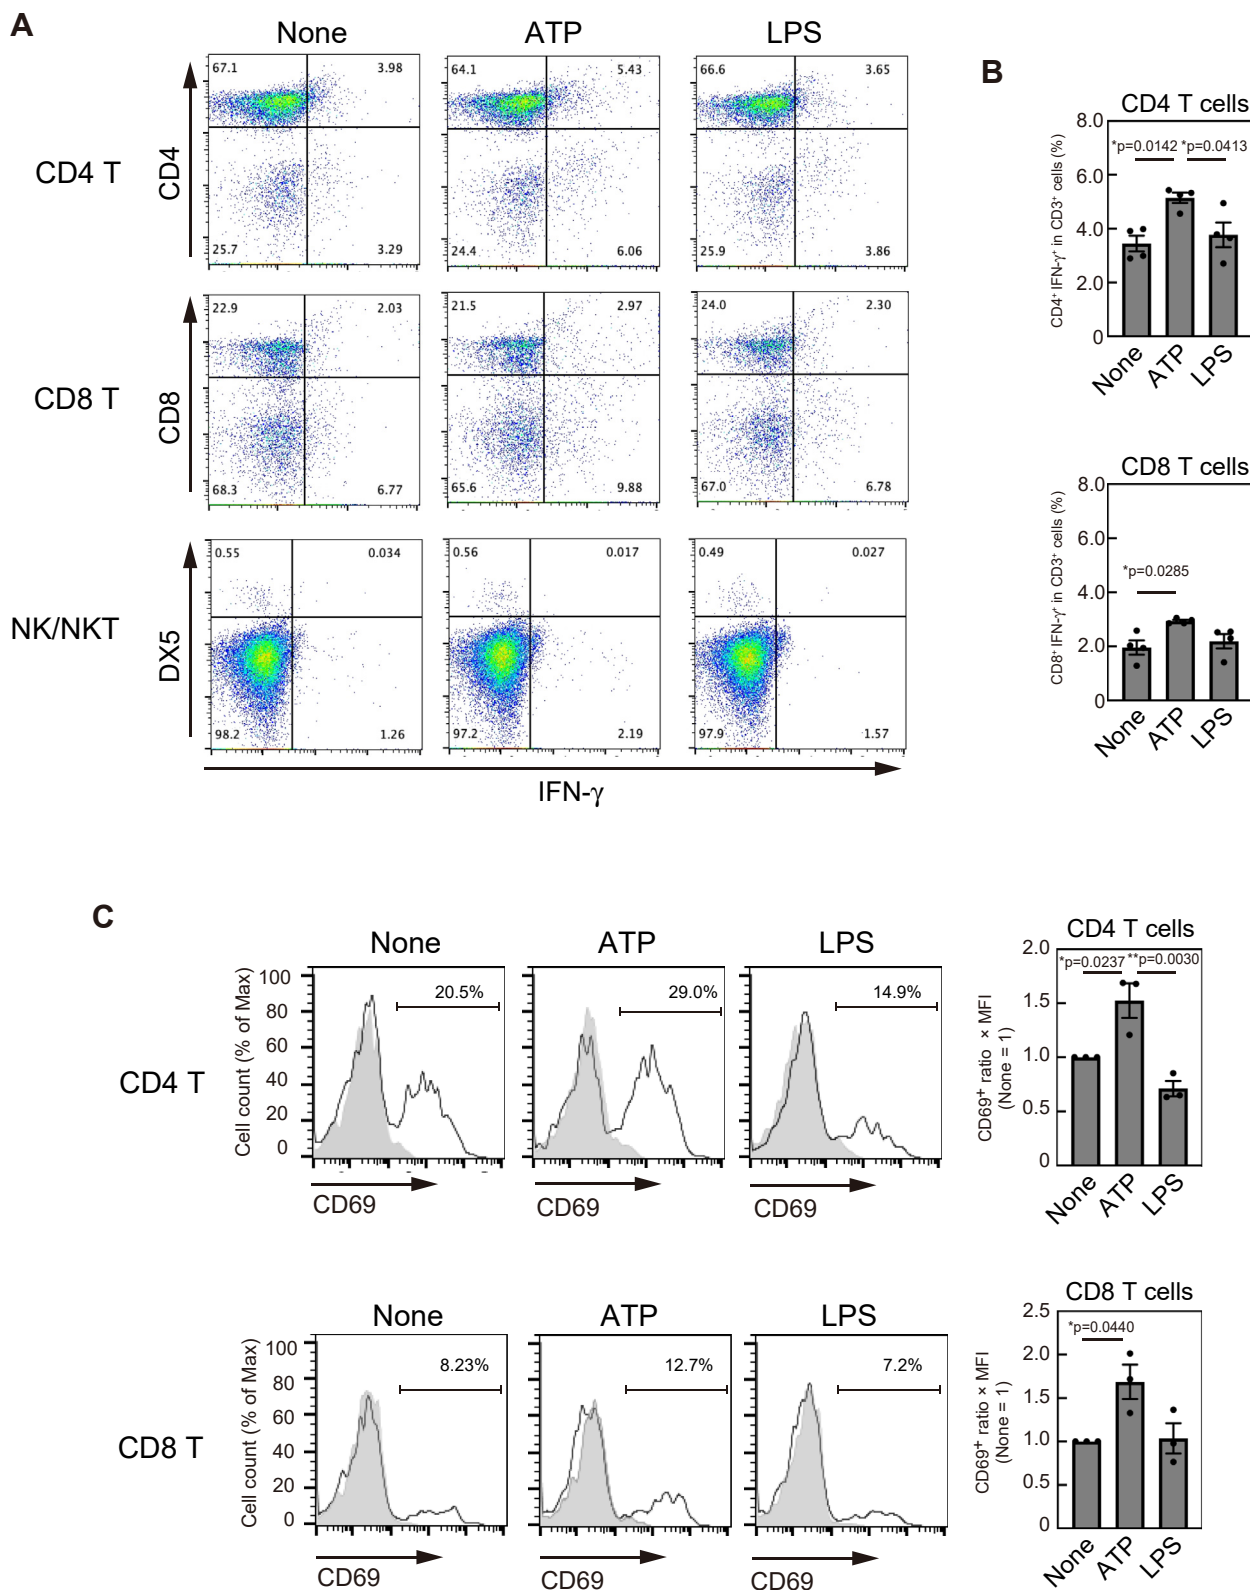 A
None ATP LPS
CD4 T
CD4
67.1 3.98
25.7 3.29
64.1 5.43
24.4 6.06
66.6 3.65
25.9 3.86
CD8 T
CD8
22.9 2.03
68.3 6.77
21.5 2.97
65.6 9.88
24.0 2.30
67.0 6.78
NK/NKT
DX5
0.55 0.034
98.2 1.26
0.56 0.017
97.2 2.19
0.49 0.027
97.9 1.57
IFN-γ
B
CD4 T cells
CD4⁺ IFN-γ⁺ in CD3⁺ cells (%)
8.0
6.0
4.0
2.0
0
*p=0.0142 *p=0.0413
None ATP LPS
CD8 T cells
CD8⁺ IFN-γ⁺ in CD3⁺ cells (%)
8.0
6.0
4.0
2.0
0
*p=0.0285
None ATP LPS
C
None ATP LPS
CD4 T
Cell count (% of Max)
100
80
60
40
20
0
20.5% 29.0% 14.9%
CD69 CD69 CD69
CD4 T cells
CD69⁺ ratio × MFI
(None = 1)
2.0
1.5
1.0
0.5
0
*p=0.0237 **p=0.0030
None ATP LPS
None ATP LPS
CD8 T
Cell count (% of Max)
100
80
60
40
20
0
8.23% 12.7% 7.2%
CD69 CD69 CD69
CD8 T cells
CD69⁺ ratio × MFI
(None = 1)
2.5
2.0
1.5
1.0
0.5
0
*p=0.0440
None ATP LPS